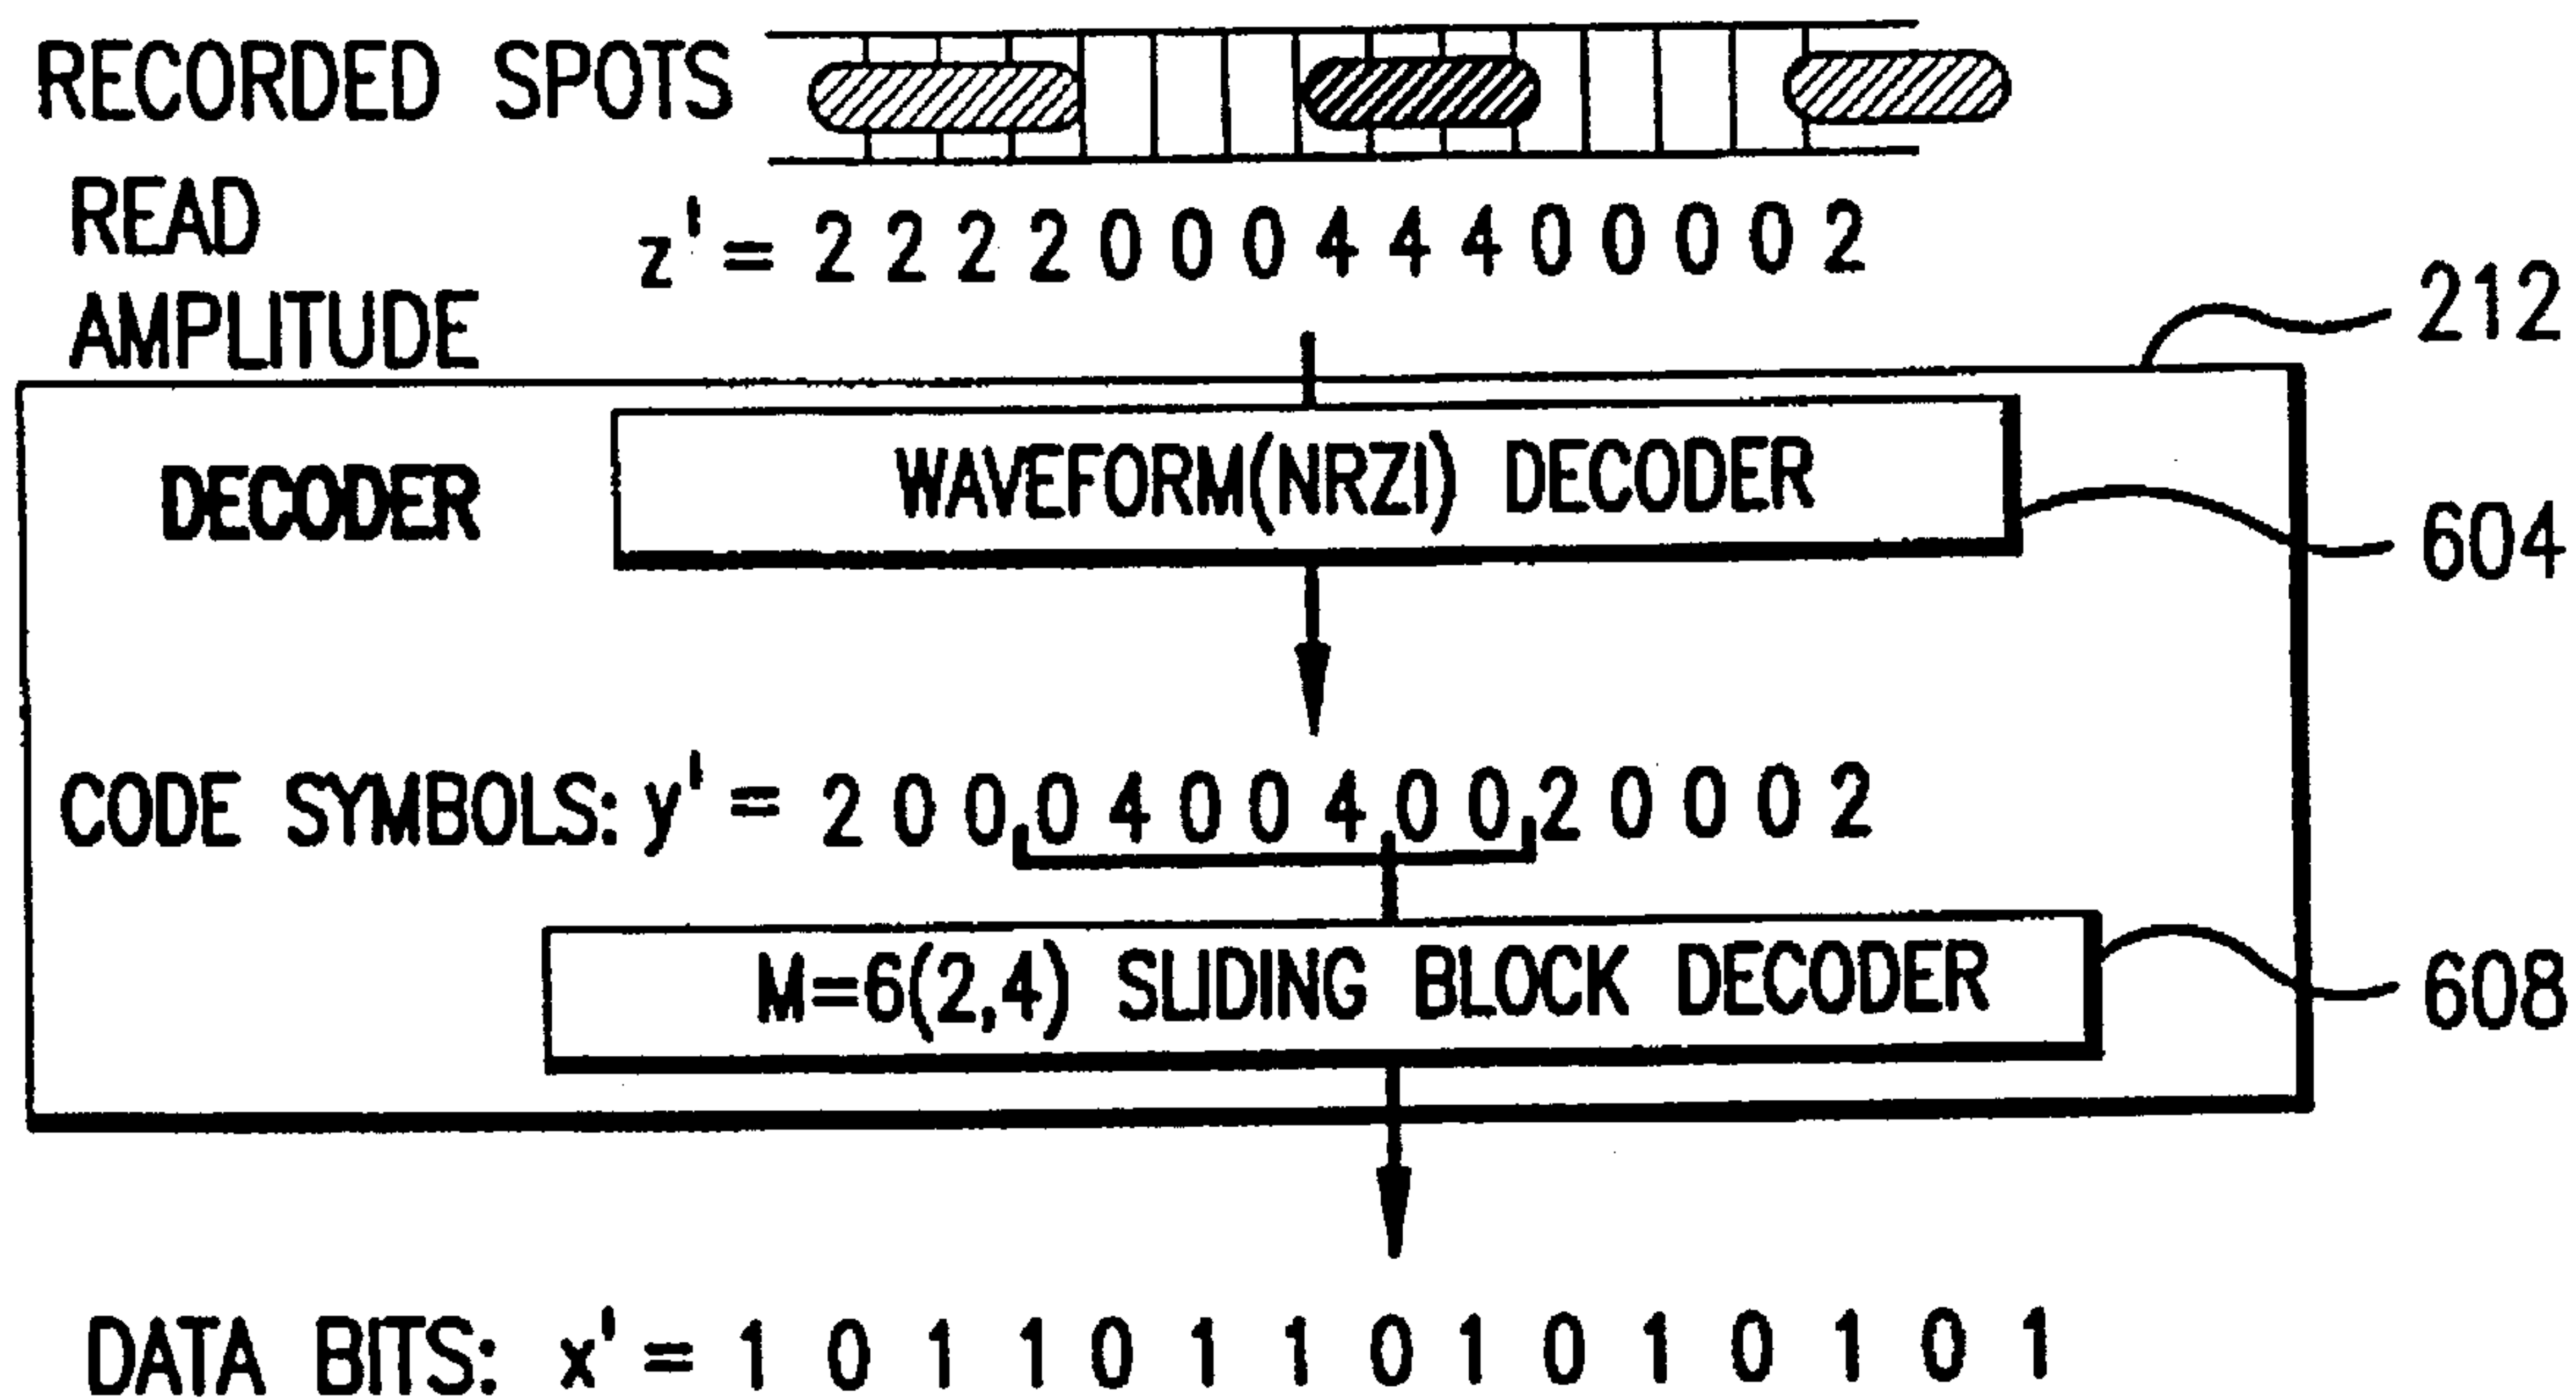 RECORDED SPOTS
READ
AMPLITUDE
z' = 2 2 2 2 0 0 0 4 4 4 0 0 0 0 2
212
DECODER
WAVEFORM(NRZI) DECODER
604
CODE SYMBOLS: y' = 2 0 0 0 4 0 0 4 0 0 2 0 0 0 2
M=6(2,4) SLIDING BLOCK DECODER
608
DATA BITS: x' = 1 0 1 1 0 1 1 0 1 0 1 0 1 0 1